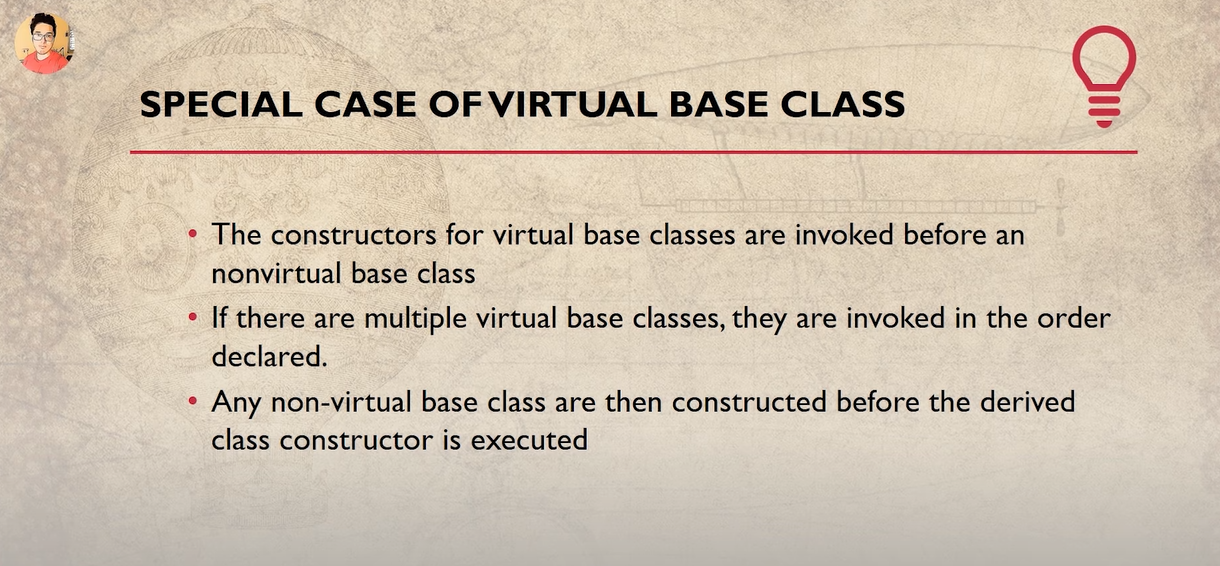 SPECIAL CASE OF VIRTUAL BASE CLASS
• The constructors for virtual base classes are invoked before an
nonvirtual base class
• If there are multiple virtual base classes, they are invoked in the order
declared.
• Any non-virtual base class are then constructed before the derived
class constructor is executed